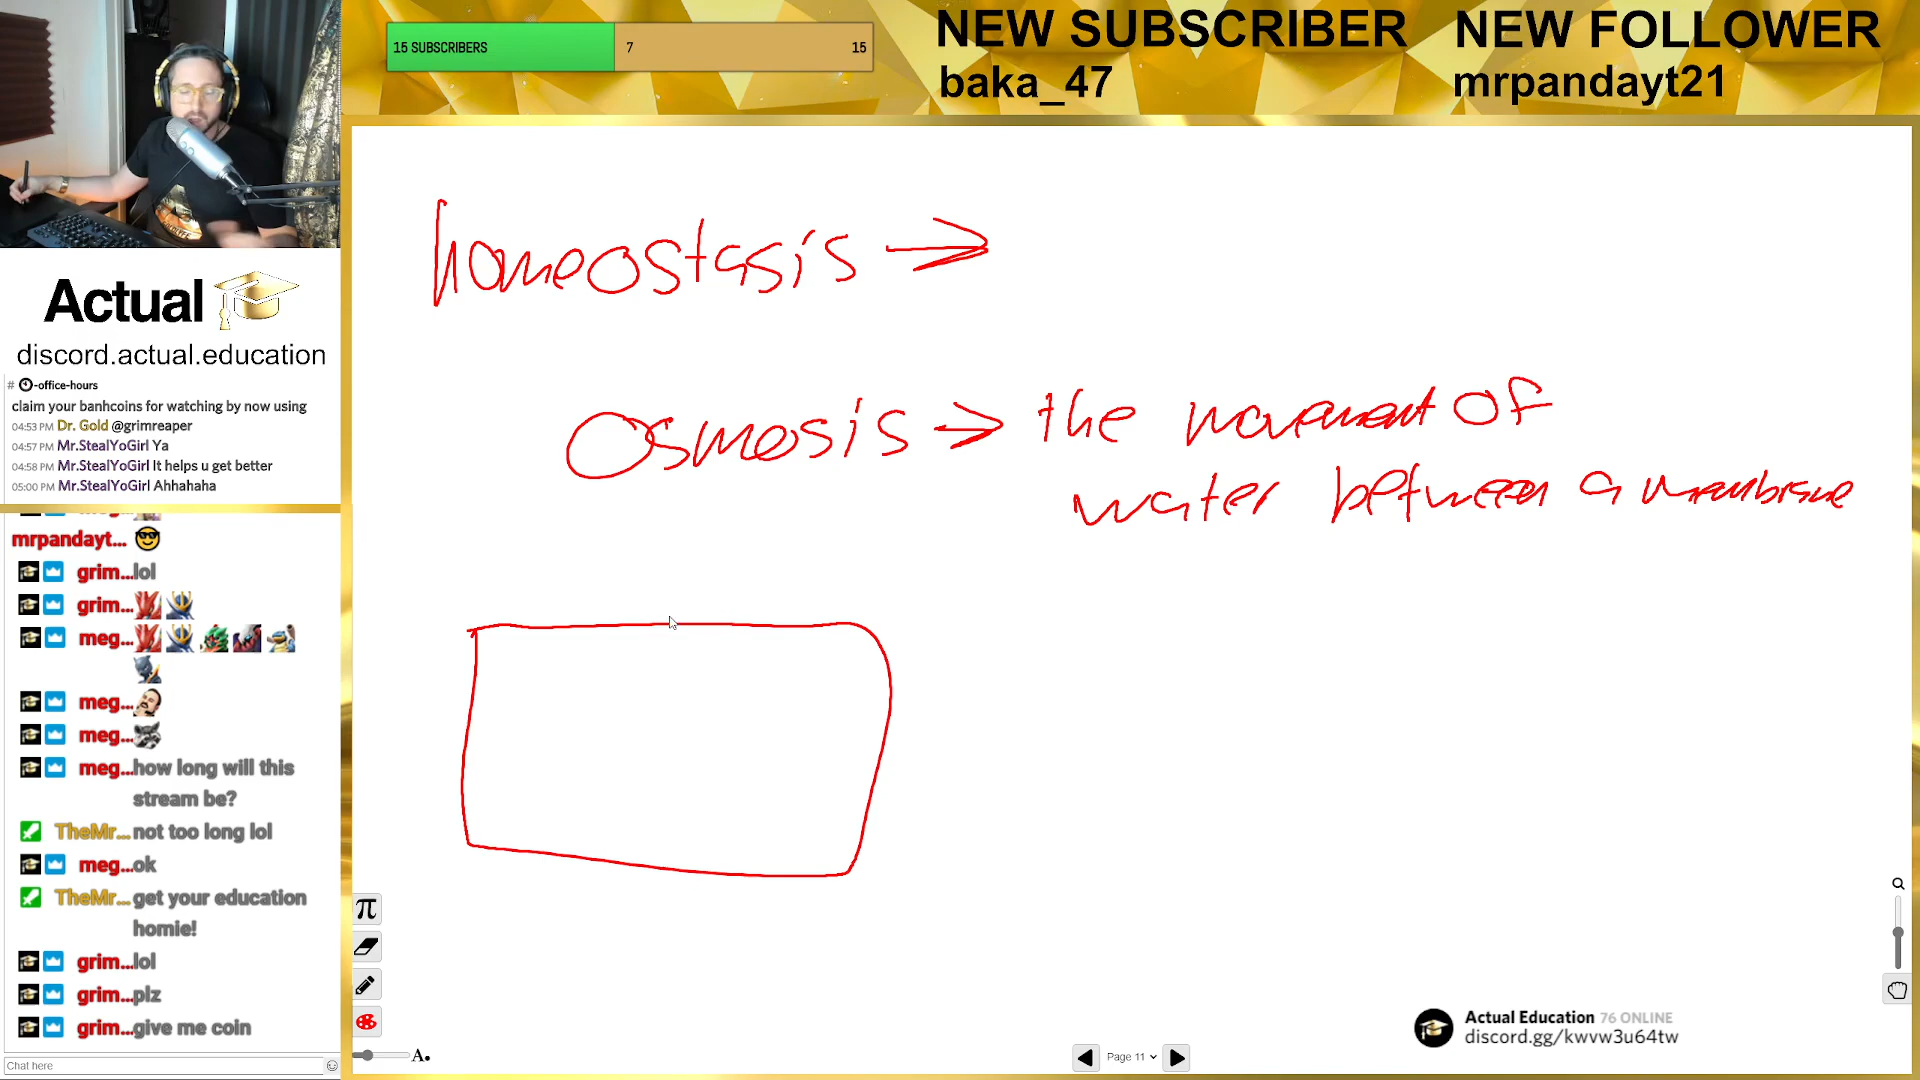 15 SUBSCRIBERS 7 15
NEW SUBSCRIBER
baka_47
NEW FOLLOWER
mrpandayt21
Actual
discord.actual.education
# -office-hours
claim your banhcoins for watching by now using
04:53 PM Dr. Gold @grimreaper
04:57 PM Mr.StealYoGirl Ya
04:58 PM Mr.StealYoGirl It helps u get better
05:00 PM Mr.StealYoGirl Ahhahaha
mrpandayt...
grim...lol
grim...
meg...
meg...
meg...
meg...how long will this
stream be?
TheMr...not too long lol
meg...ok
TheMr...get your education
homie!
grim...lol
grim...plz
grim...give me coin
Chat here
homeostasis →
osmosis → the movement of
water between a membrane
π
A
Page 11
Actual Education 76 ONLINE
discord.gg/kwvw3u64tw